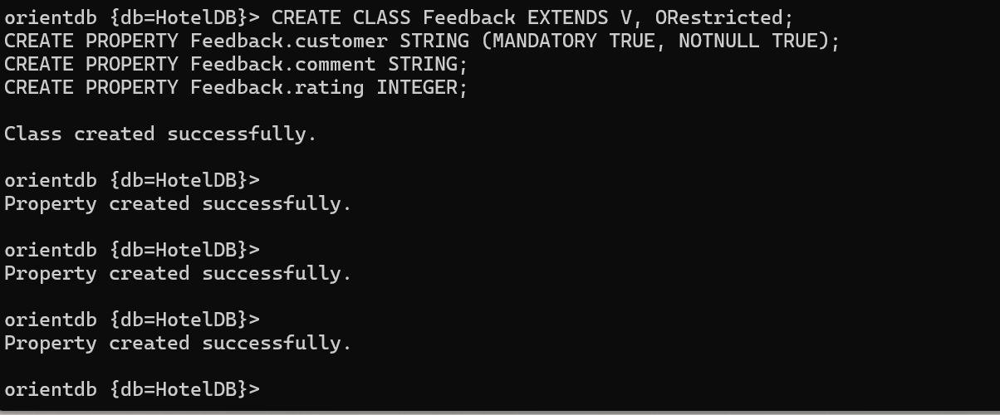 orientdb {db=HotelDB}> CREATE CLASS Feedback EXTENDS V, ORestricted;
CREATE PROPERTY Feedback.customer STRING (MANDATORY TRUE, NOTNULL TRUE);
CREATE PROPERTY Feedback.comment STRING;
CREATE PROPERTY Feedback.rating INTEGER;
Class created successfully.
orientdb {db=HotelDB}>
Property created successfully.
orientdb {db=HotelDB}>
Property created successfully.
orientdb {db=HotelDB}>
Property created successfully.
orientdb {db=HotelDB}>